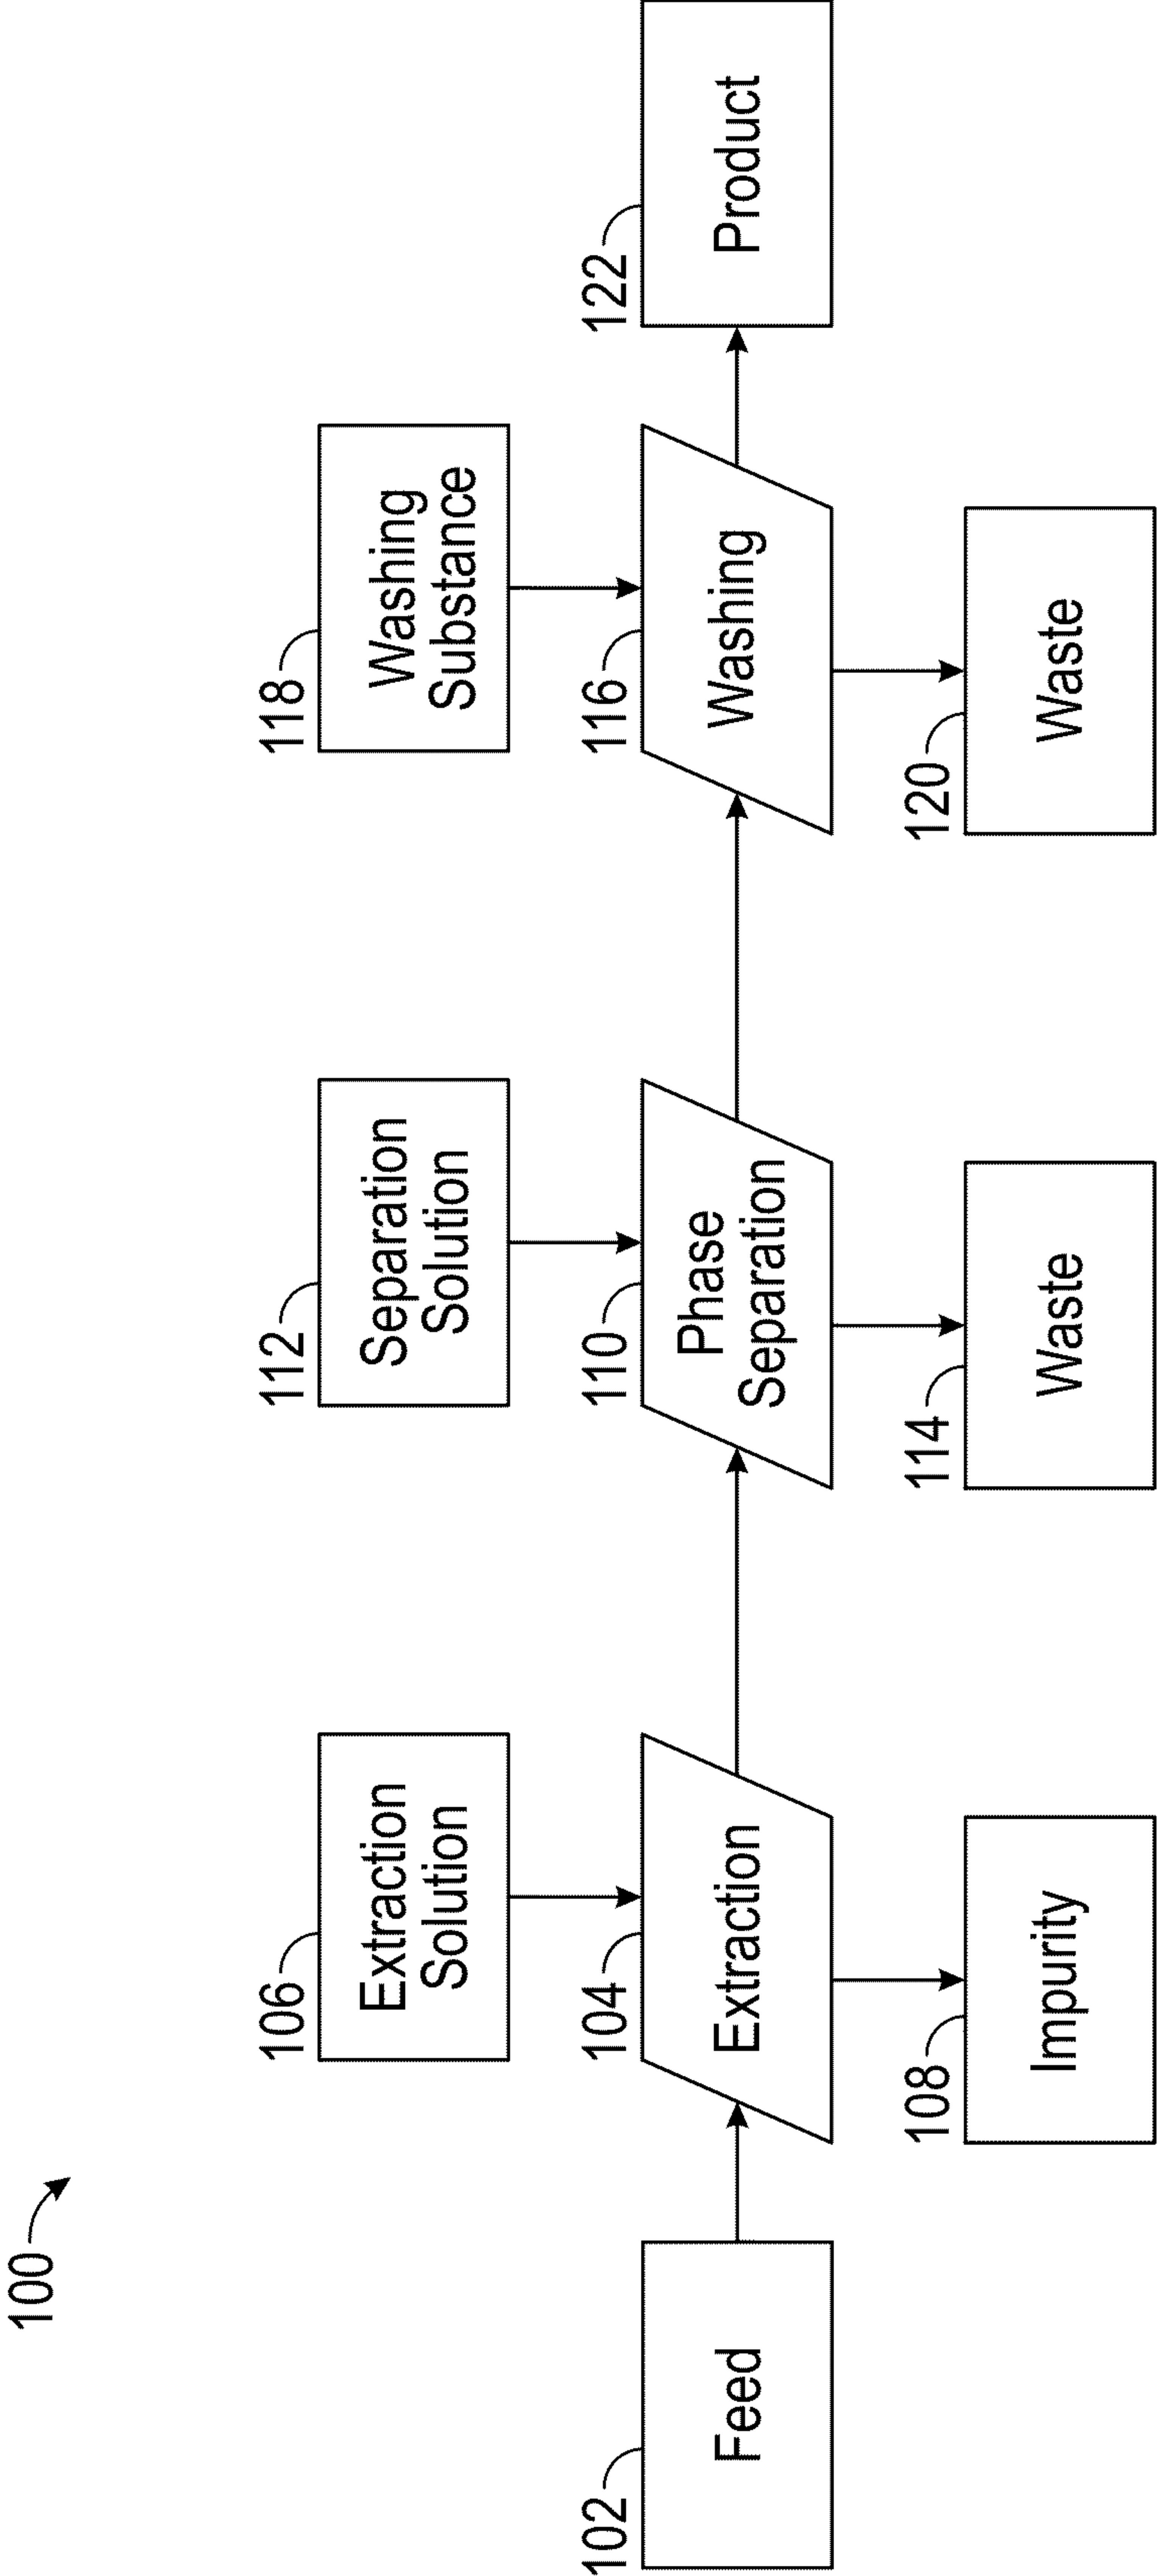 100
106
Extraction
Solution
112
Separation
Solution
118
Washing
Substance
102
Feed
104
Extraction
110
Phase
Separation
116
Washing
122
Product
108
Impurity
114
Waste
120
Waste